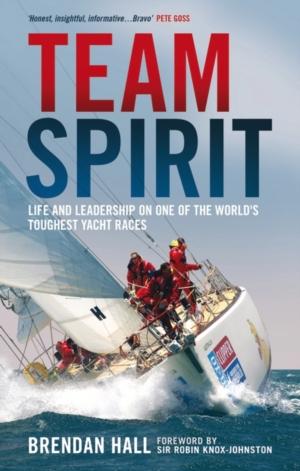 'Honest, insightful, informative...Bravo' PETE GOSS
TEAM
SPIRIT
LIFE AND LEADERSHIP ON ONE OF THE WORLD'S
TOUGHEST YACHT RACES
H
CLIPPER
BRENDAN HALL FOREWORD BY
SIR ROBIN KNOX-JOHNSTON